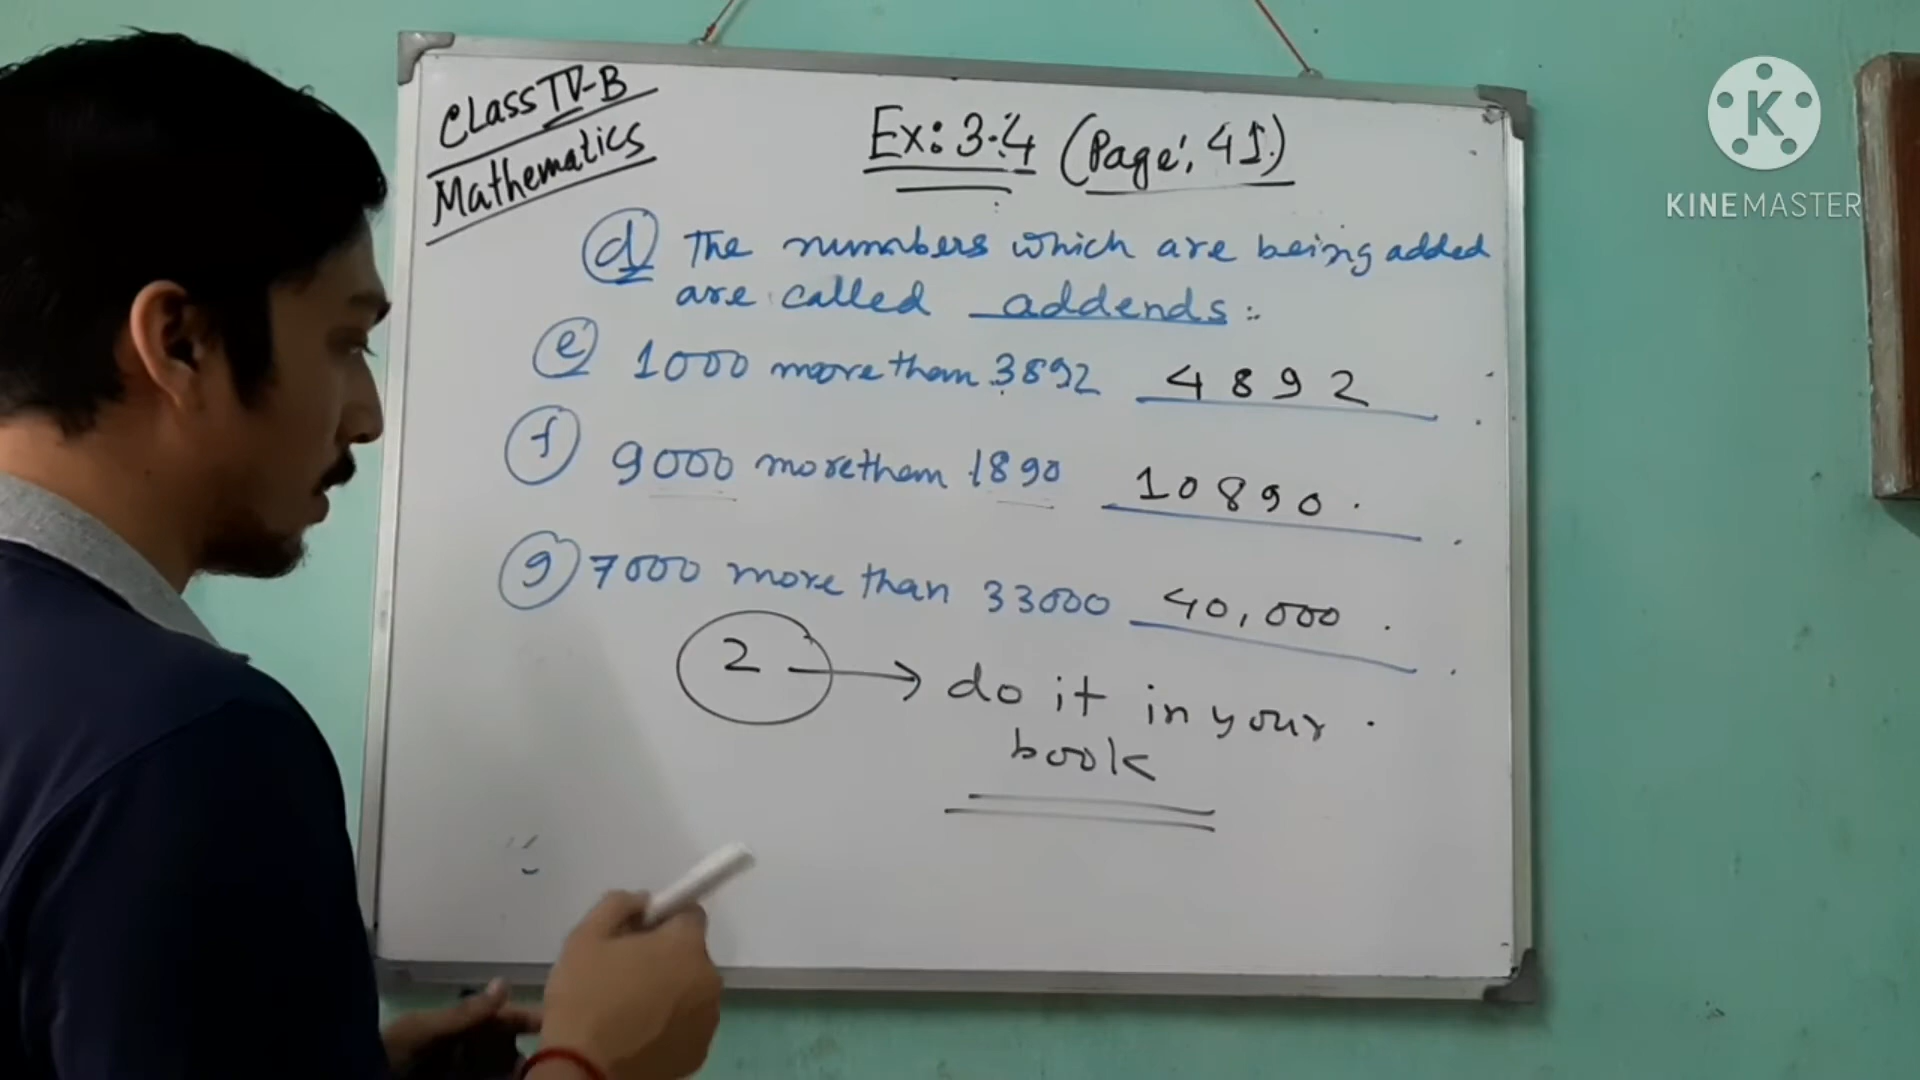 Class IV-B
Mathematics
Ex: 3.4 (Page: 41)
d The numbers which are being added
are called addends.
e 1000 more than 3892 4892
f 9000 more than 1890 10890.
g 7000 more than 33000 40,000.
2 → do it in your
book
K
KINEMASTER